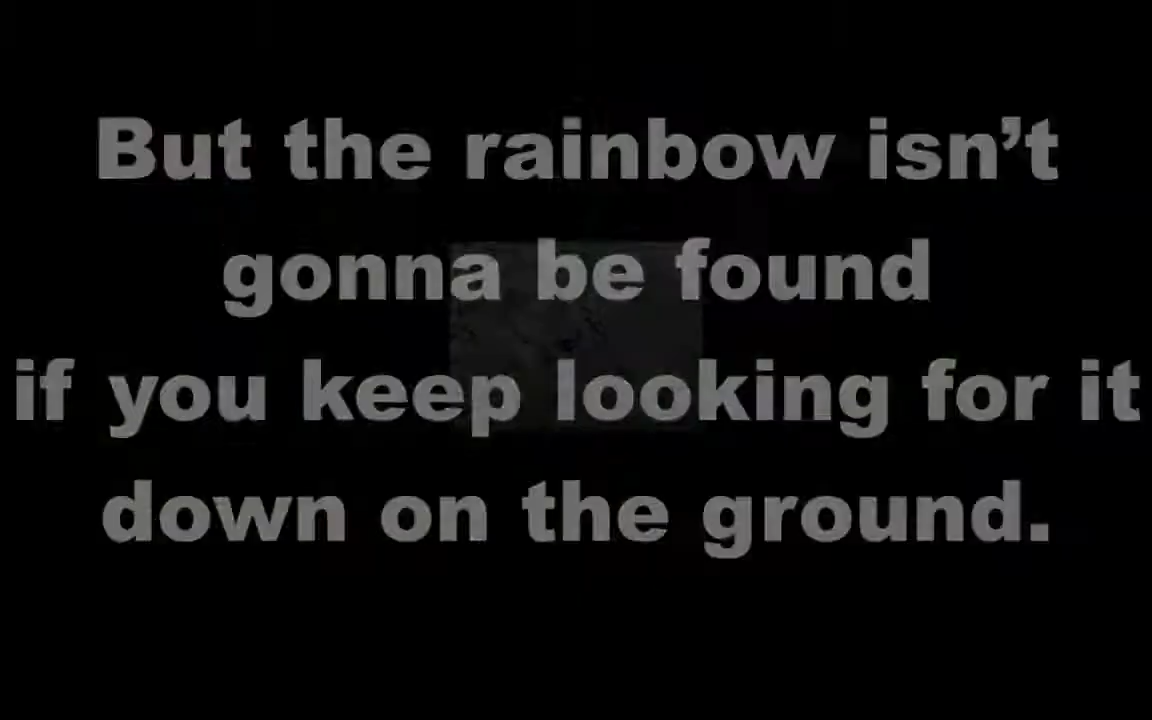 But the rainbow isn’t
gonna be found
if you keep looking for it
down on the ground.